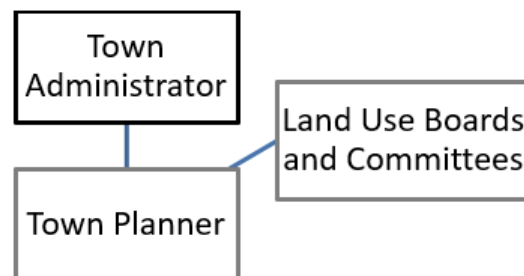 Town
Administrator
Land Use Boards
and Committees
Town Planner